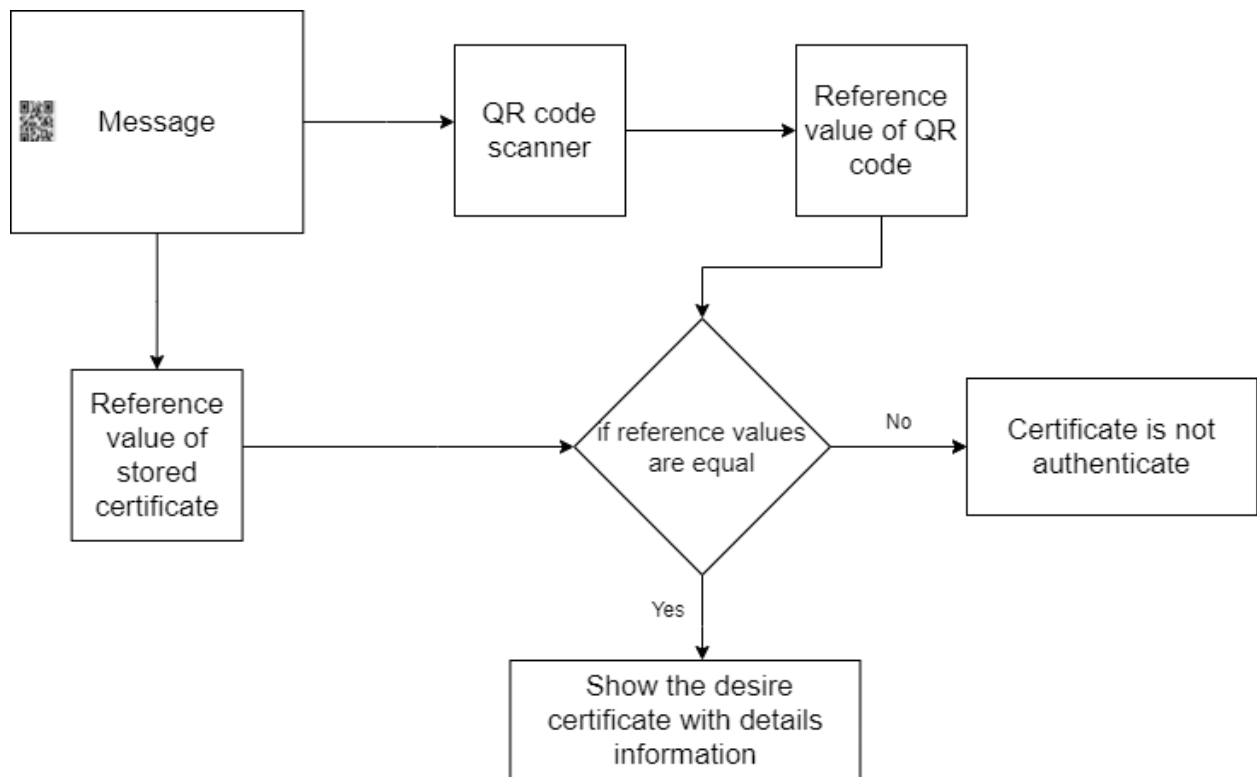 Message
QR code
scanner
Reference
value of QR
code
Reference
value of
stored
certificate
if reference values
are equal
No
Certificate is not
authenticate
Yes
Show the desire
certificate with details
information